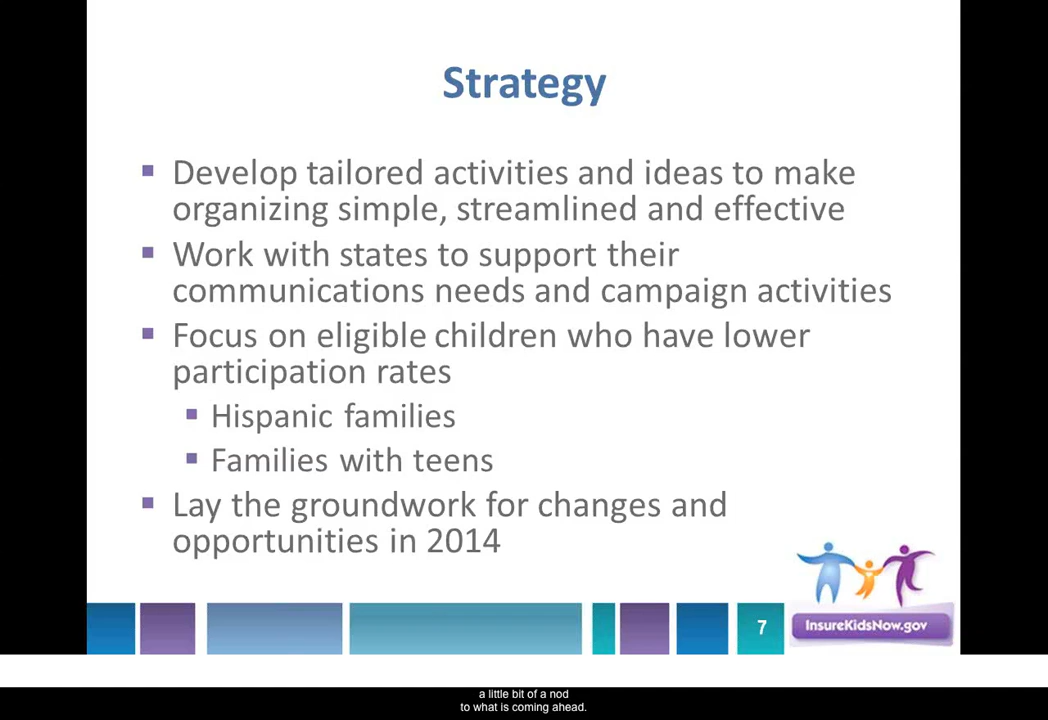 Strategy
Develop tailored activities and ideas to make
organizing simple, streamlined and effective
Work with states to support their
communications needs and campaign activities
Focus on eligible children who have lower
participation rates
Hispanic families
Families with teens
Lay the groundwork for changes and
opportunities in 2014
7
InsureKidsNow.gov
a little bit of a nod
to what is coming ahead.